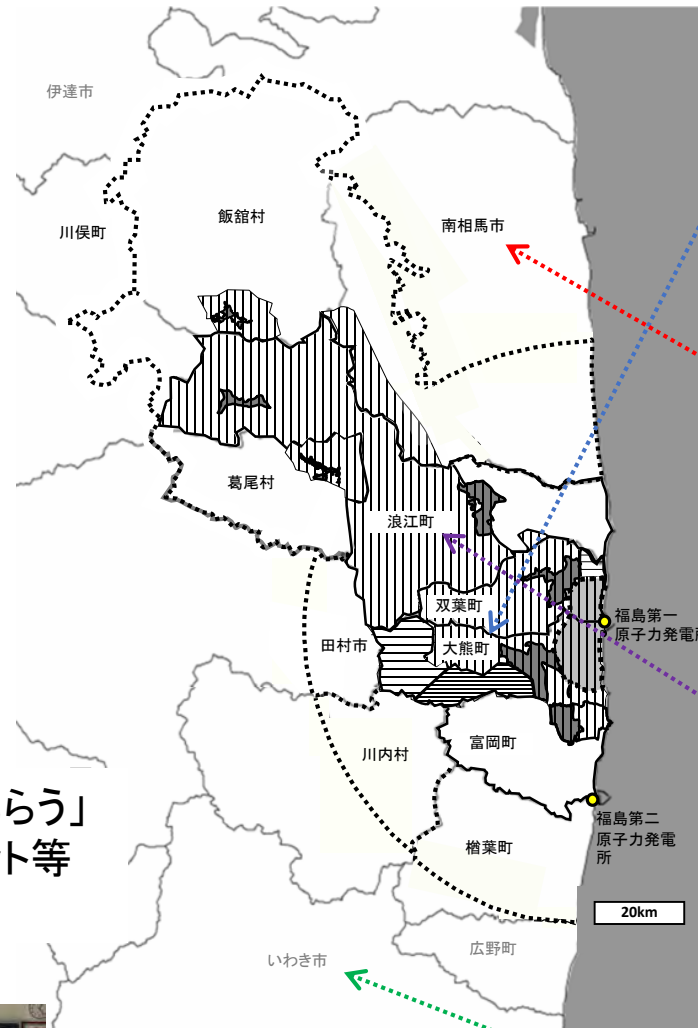 伊達市
川俣町
飯舘村
南相馬市
葛尾村
浪江町
双葉町
福島第一
原子力発電所
大熊町
田村市
川内村
富岡町
らう」
ト等
福島第二
原子力発電
所
楢葉町
20km
広野町
いわき市